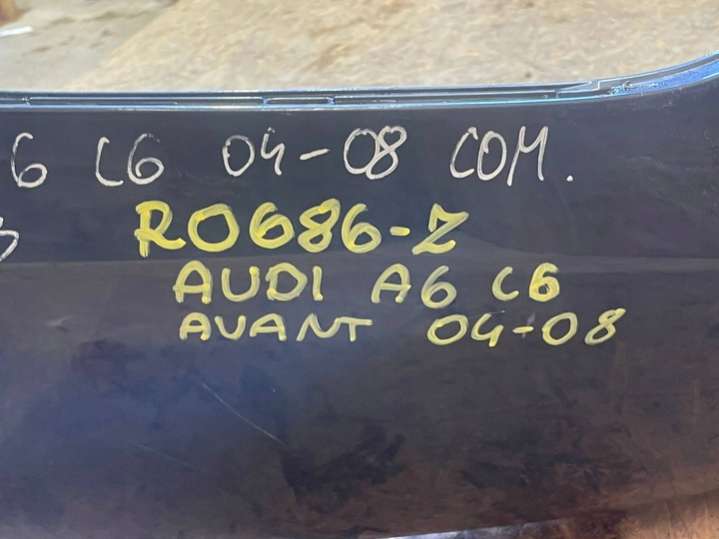 6 C6 04-08 COM.
R0686-Z
AUDI A6 C6
AVANT 04-08